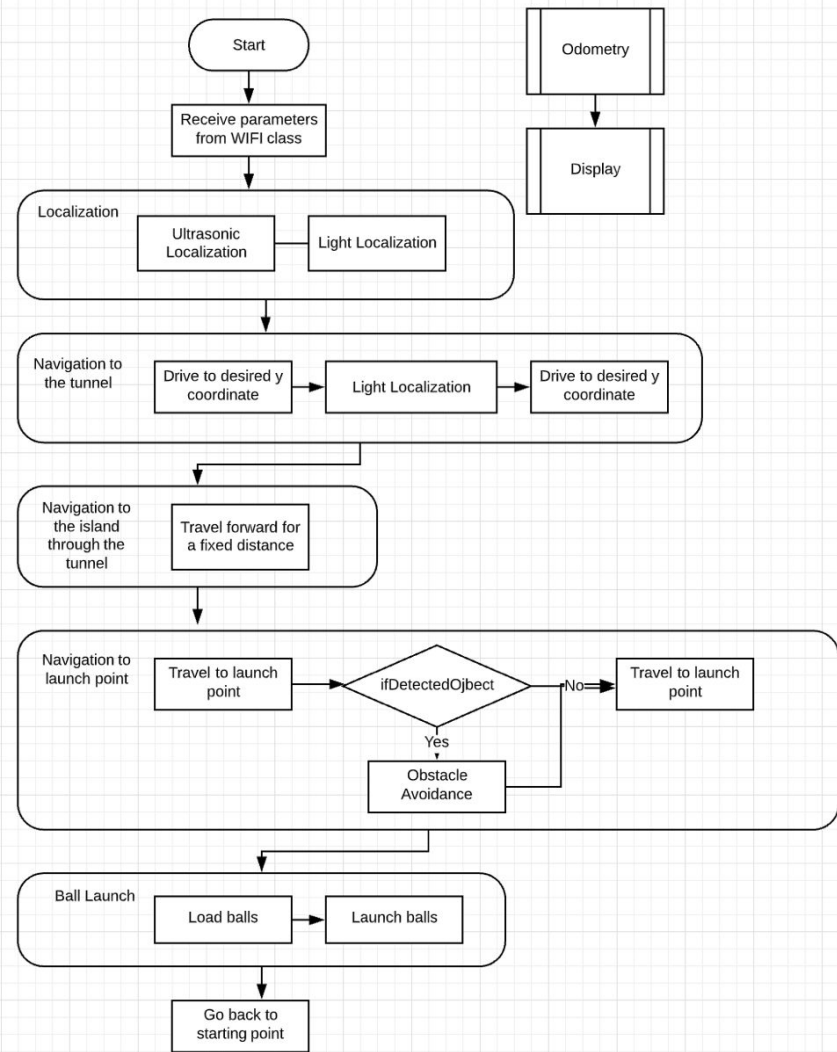 Start
Receive parameters
from WIFI class
Odometry
Display
Localization
Ultrasonic
Localization
Light Localization
Navigation to
the tunnel
Drive to desired y
coordinate
Light Localization
Drive to desired y
coordinate
Navigation to
the island
through the
tunnel
Travel forward for
a fixed distance
Navigation to
launch point
Travel to launch
point
ifDetectedOjbect
No
Travel to launch
point
Yes
Obstacle
Avoidance
Ball Launch
Load balls
Launch balls
Go back to
starting point